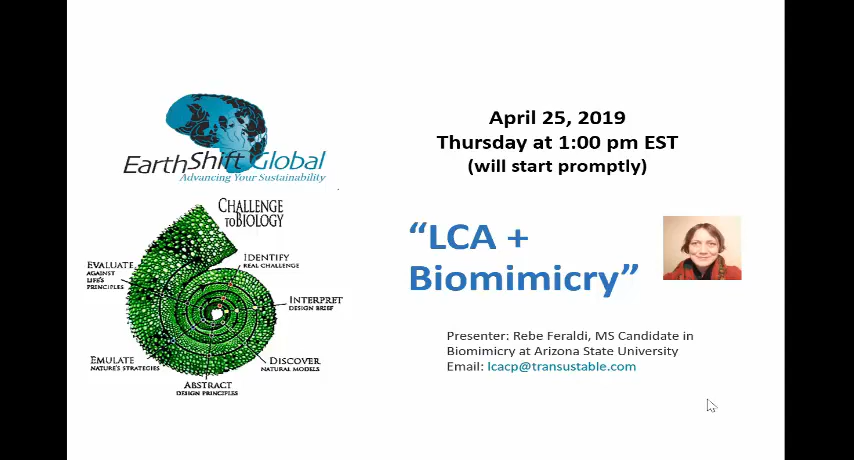 EarthShift Global
Advancing Your Sustainability
CHALLENGE
TO BIOLOGY
IDENTIFY
REAL CHALLENGE
INTERPRET
DESIGN BRIEF
DISCOVER
NATURAL MODELS
ABSTRACT
DESIGN PRINCIPLES
EMULATE
NATURE'S STRATEGIES
EVALUATE
AGAINST
LIFE'S
PRINCIPLES
April 25, 2019
Thursday at 1:00 pm EST
(will start promptly)
“LCA +
Biomimicry”
Presenter: Rebe Feraldi, MS Candidate in
Biomimicry at Arizona State University
Email: lcacp@transustable.com